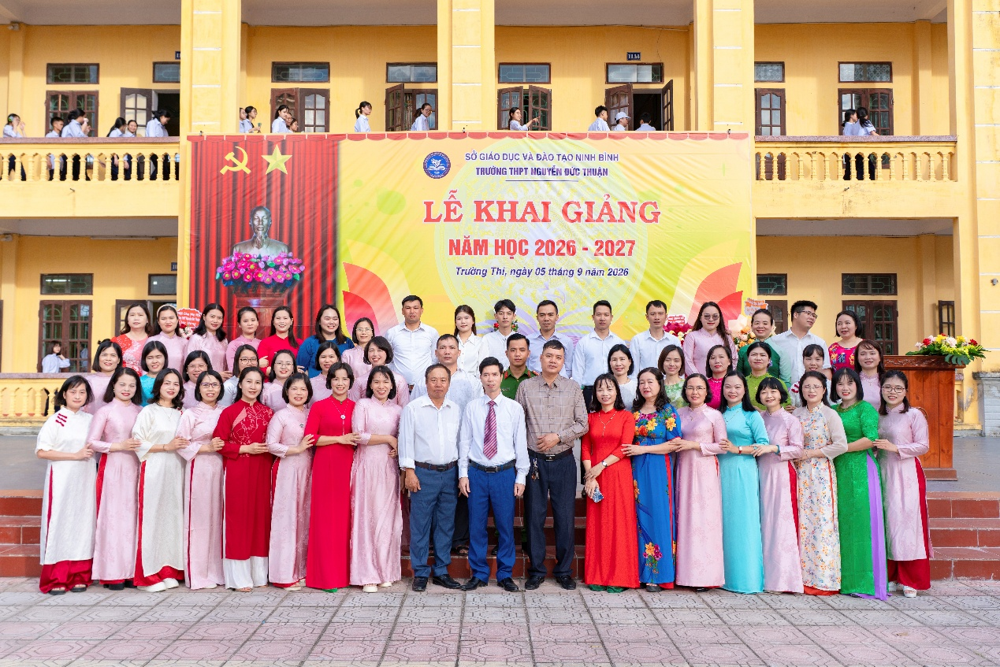 11A4
SỞ GIÁO DỤC VÀ ĐÀO TẠO NINH BÌNH
TRƯỜNG THPT NGUYỄN ĐỨC THUẬN
LỄ KHAI GIẢNG
NĂM HỌC 2026 - 2027
Trường Thi, ngày 05 tháng 9 năm 2026